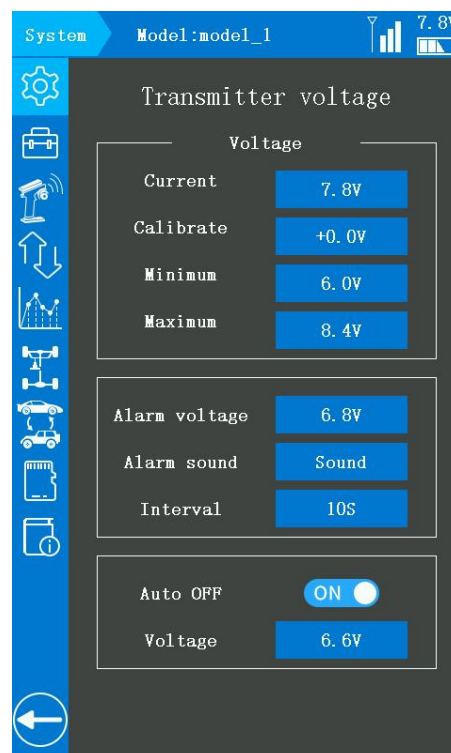 System Model:model_1 7.8V
Transmitter voltage
Voltage
Current 7.8V
Calibrate +0.0V
Minimum 6.0V
Maximum 8.4V
Alarm voltage 6.8V
Alarm sound Sound
Interval 10S
Auto OFF ON
Voltage 6.6V